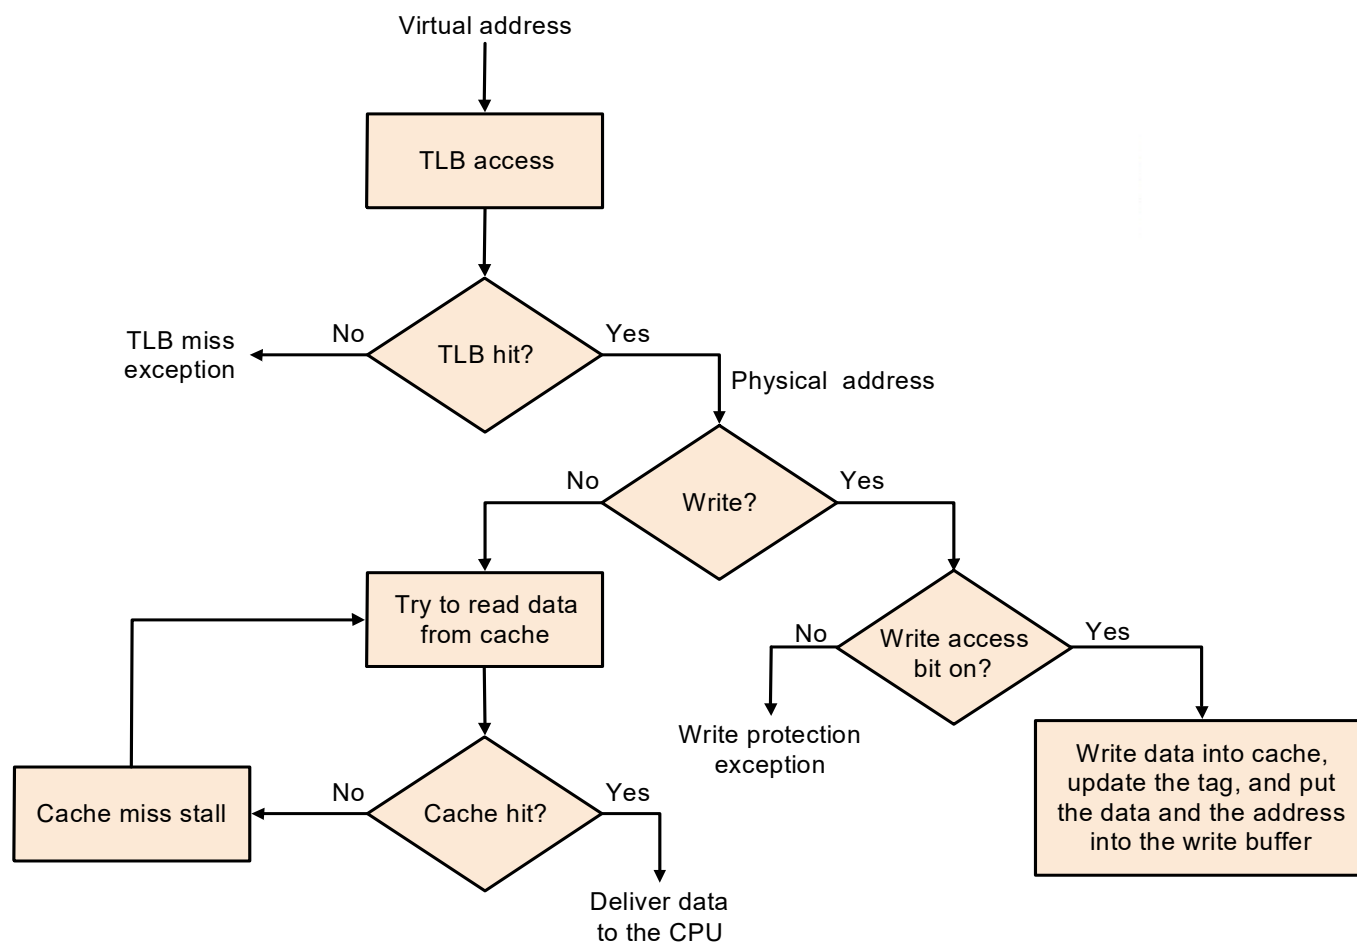 Virtual address
TLB access
TLB miss
exception
No
TLB hit?
Yes
Physical address
No
Write?
Yes
Try to read data
from cache
No
Write access
bit on?
Yes
Write protection
exception
Write data into cache,
update the tag, and put
the data and the address
into the write buffer
Cache miss stall
No
Cache hit?
Yes
Deliver data
to the CPU